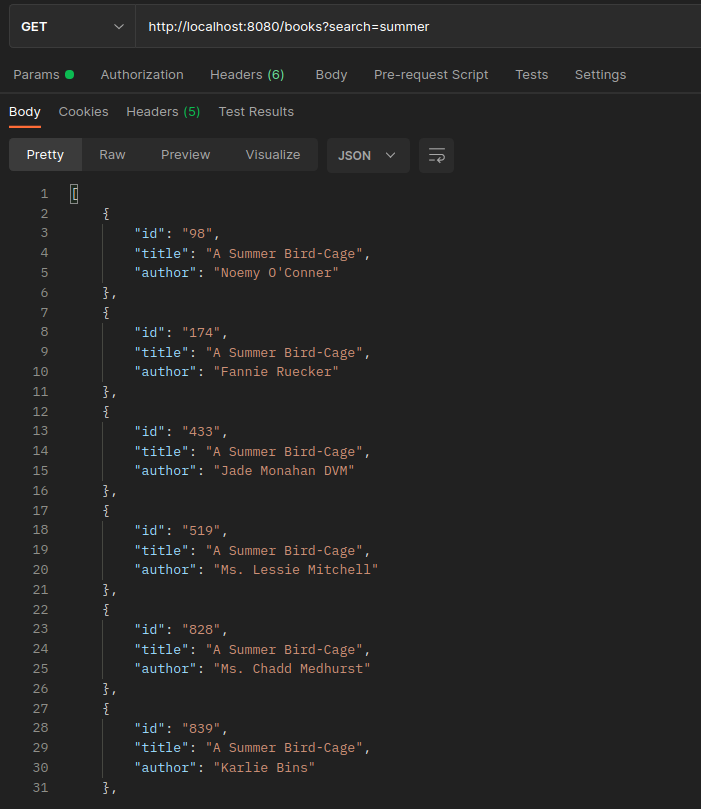 GET http://localhost:8080/books?search=summer
Params Authorization Headers (6) Body Pre-request Script Tests Settings
Body Cookies Headers (5) Test Results
Pretty Raw Preview Visualize JSON
1 [
2 {
3 "id": "98",
4 "title": "A Summer Bird-Cage",
5 "author": "Noemy O'Conner"
6 },
7 {
8 "id": "174",
9 "title": "A Summer Bird-Cage",
10 "author": "Fannie Ruecker"
11 },
12 {
13 "id": "433",
14 "title": "A Summer Bird-Cage",
15 "author": "Jade Monahan DVM"
16 },
17 {
18 "id": "519",
19 "title": "A Summer Bird-Cage",
20 "author": "Ms. Lessie Mitchell"
21 },
22 {
23 "id": "828",
24 "title": "A Summer Bird-Cage",
25 "author": "Ms. Chadd Medhurst"
26 },
27 {
28 "id": "839",
29 "title": "A Summer Bird-Cage",
30 "author": "Karlie Bins"
31 },